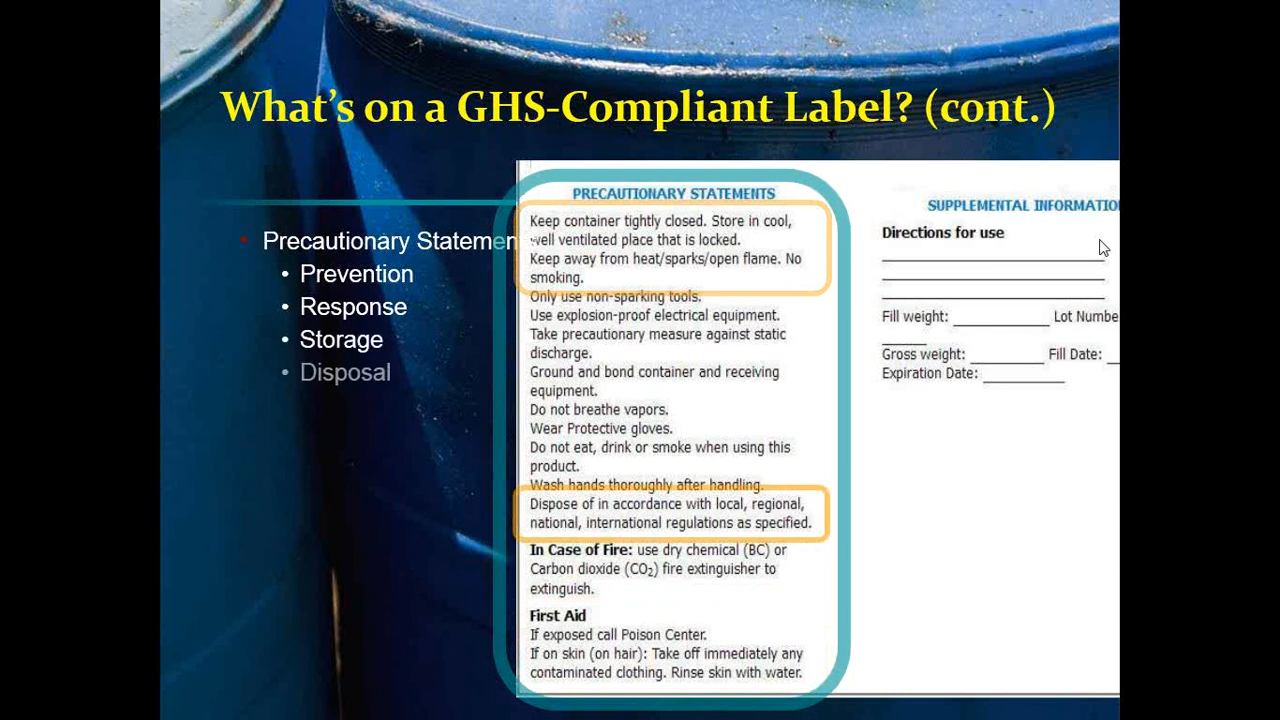 What's on a GHS-Compliant Label? (cont.)
• Precautionary Statemen
• Prevention
• Response
• Storage
• Disposal
PRECAUTIONARY STATEMENTS
Keep container tightly closed. Store in cool,
well ventilated place that is locked.
Keep away from heat/sparks/open flame. No
smoking.
Only use non-sparking tools.
Use explosion-proof electrical equipment.
Take precautionary measure against static
discharge.
Ground and bond container and receiving
equipment.
Do not breathe vapors.
Wear Protective gloves.
Do not eat, drink or smoke when using this
product.
Wash hands thoroughly after handling.
Dispose of in accordance with local, regional,
national, international regulations as specified.
In Case of Fire: use dry chemical (BC) or
Carbon dioxide (CO₂) fire extinguisher to
extinguish.
First Aid
If exposed call Poison Center.
If on skin (on hair): Take off immediately any
contaminated clothing. Rinse skin with water.
SUPPLEMENTAL INFORMATIO
Directions for use
Fill weight: ____________ Lot Numbe
______
Gross weight: _________ Fill Date: __
Expiration Date: __________